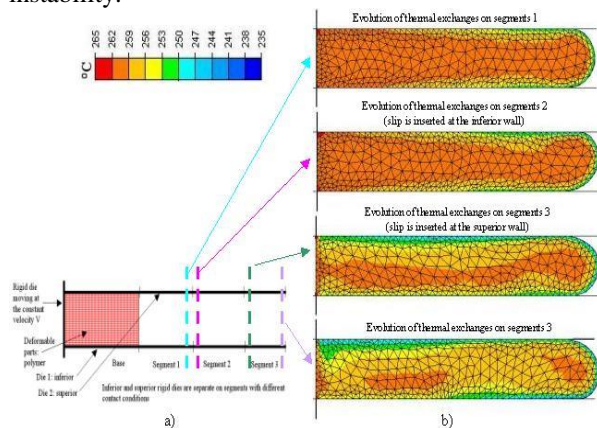 instability.
265
262
259
256
253
250
247
244
241
238
235
°C
Evolution of thermal exchanges on segments 1
Evolution of thermal exchanges on segments 2
(slip is inserted at the inferior wall)
Evolution of thermal exchanges on segments 3
(slip is inserted at the superior wall)
Evolution of thermal exchanges on segments 3
Rigid die
moving at
the constant
velocity V
Deformable
parts:
polymer
Die 1: inferior
Die 2: superior
Base
Segment 1
Segment 2
Segment 3
Inferior and superior rigid dies are separate on segments with different
contact conditions
a)
b)